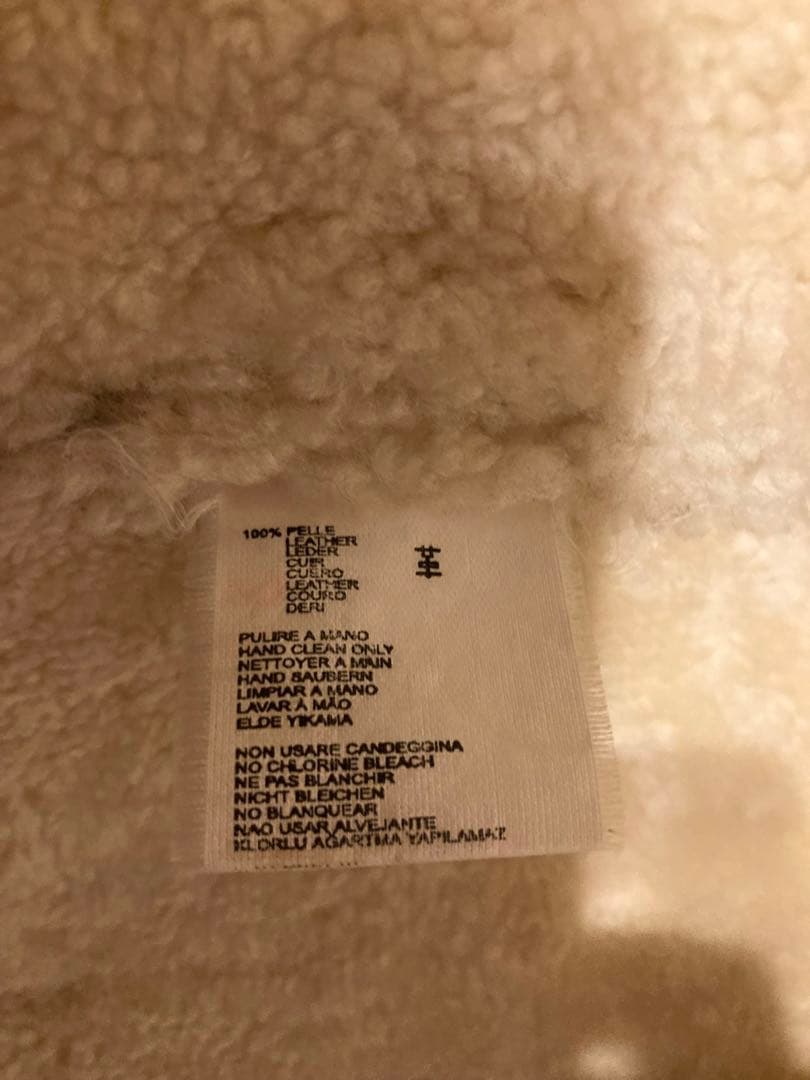 100% PELLE
LEATHER
LEDER
CUIR
CUERO
LEATHER
COURO
DERI
革
PULIRE A MANO
HAND CLEAN ONLY
NETTOYER A MAIN
HAND SAUBERN
LIMPIAR A MANO
LAVAR À MÃO
ELDE YIKAMA
NON USARE CANDEGGINA
NO CHLORINE BLEACH
NE PAS BLANCHIR
NICHT BLEICHEN
NO BLANQUEAR
NAO USAR ALVEJANTE
KLORLU AGARTMA YAPILAMAZ